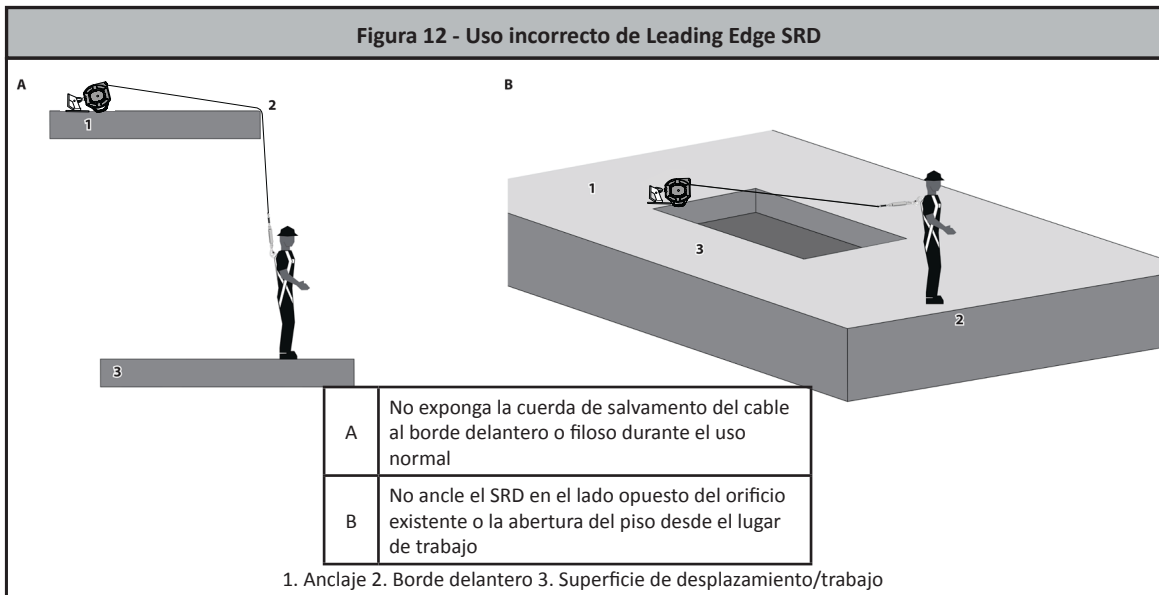 Figura 12 - Uso incorrecto de Leading Edge SRD
A
1
2
3
B
1
3
2
A
No exponga la cuerda de salvamento del cable
al borde delantero o filoso durante el uso
normal
B
No ancle el SRD en el lado opuesto del orificio
existente o la abertura del piso desde el lugar
de trabajo
1. Anclaje 2. Borde delantero 3. Superficie de desplazamiento/trabajo